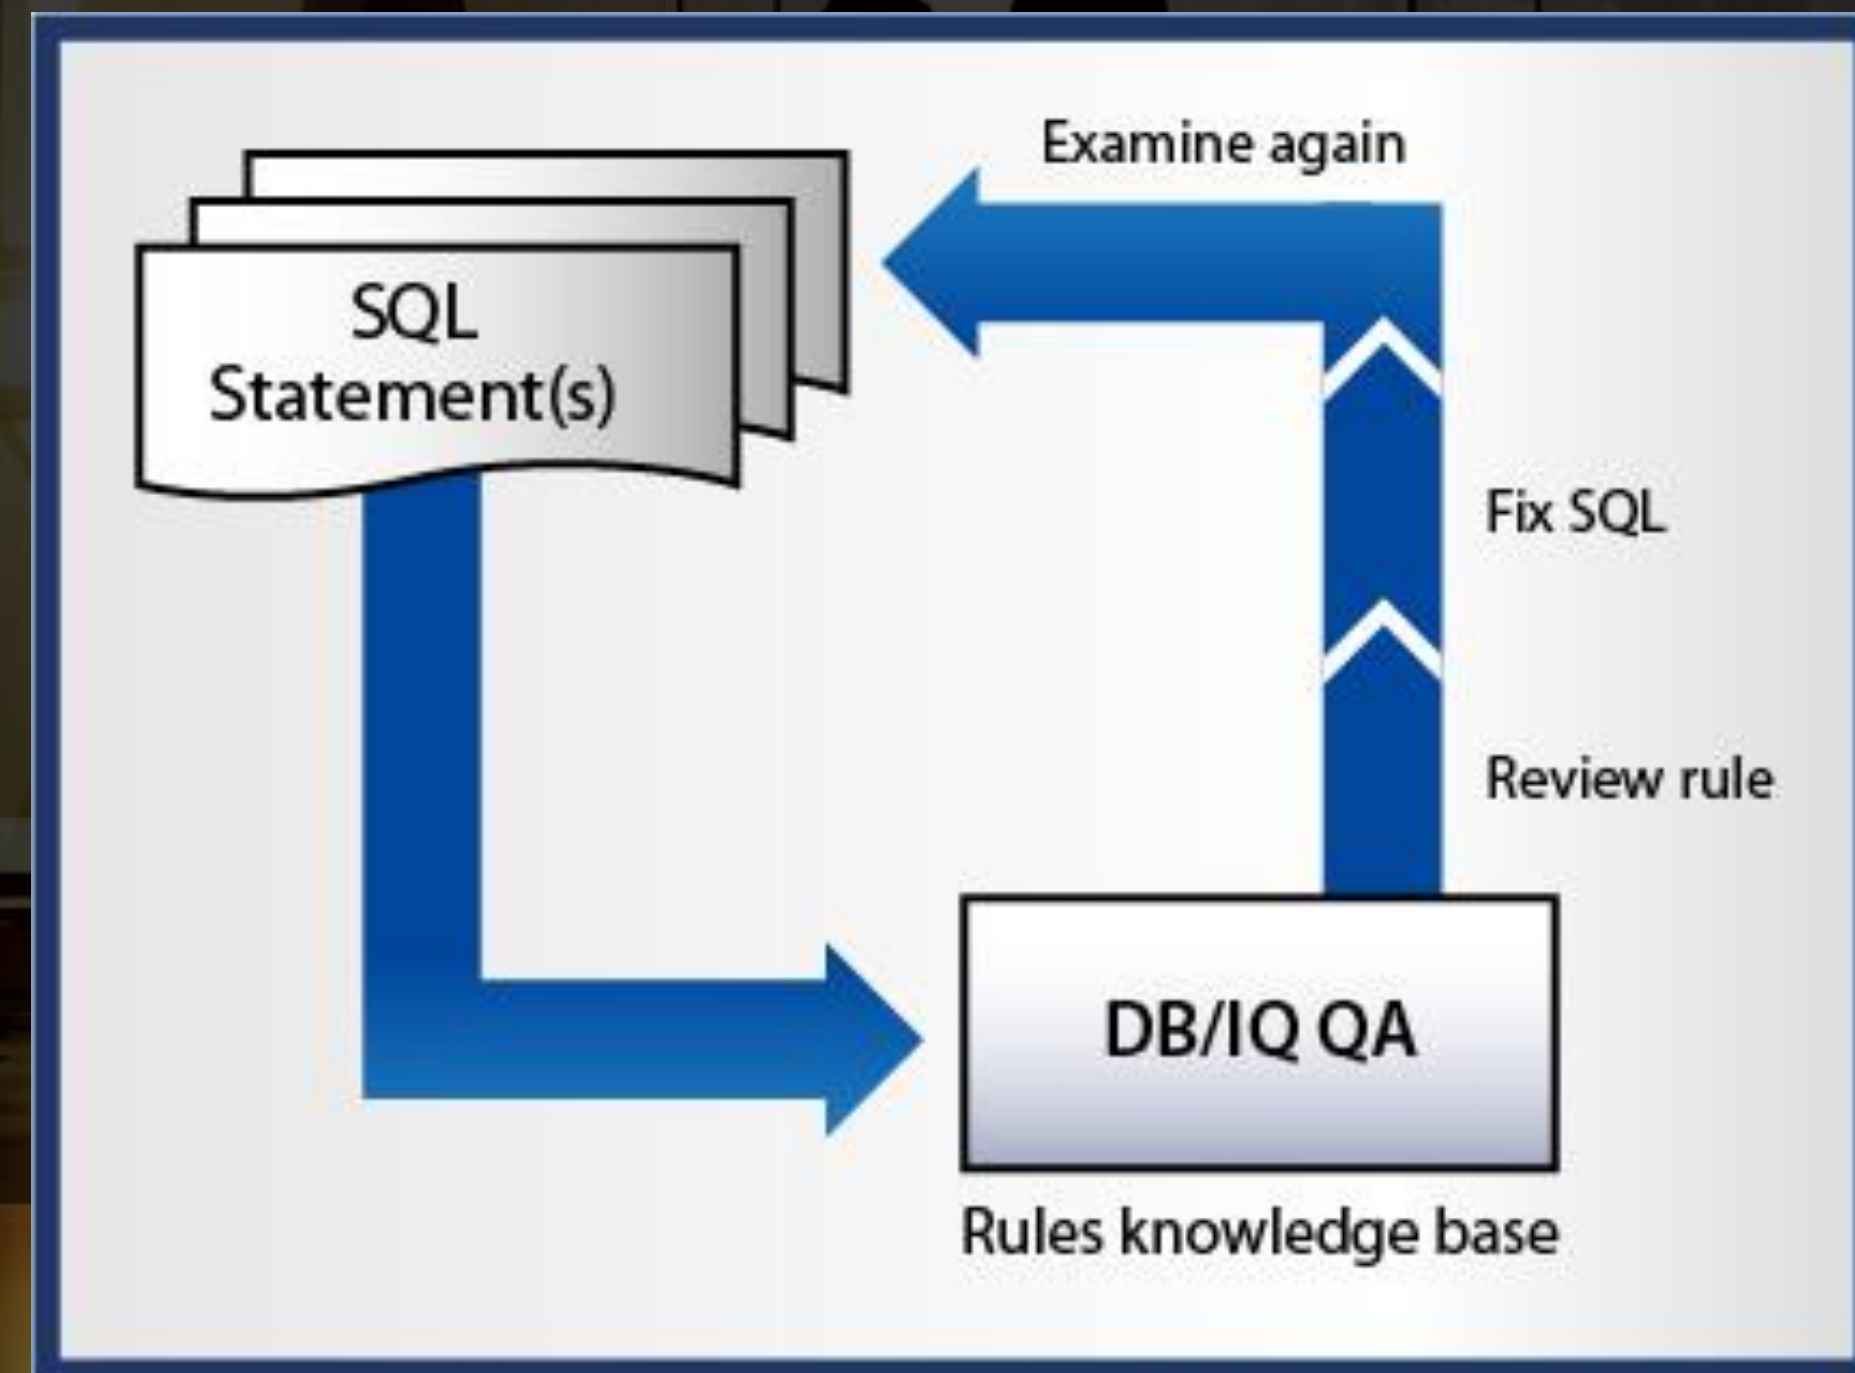 Examine again
SQL
Statement(s)
Fix SQL
Review rule
DB/IQ QA
Rules knowledge base